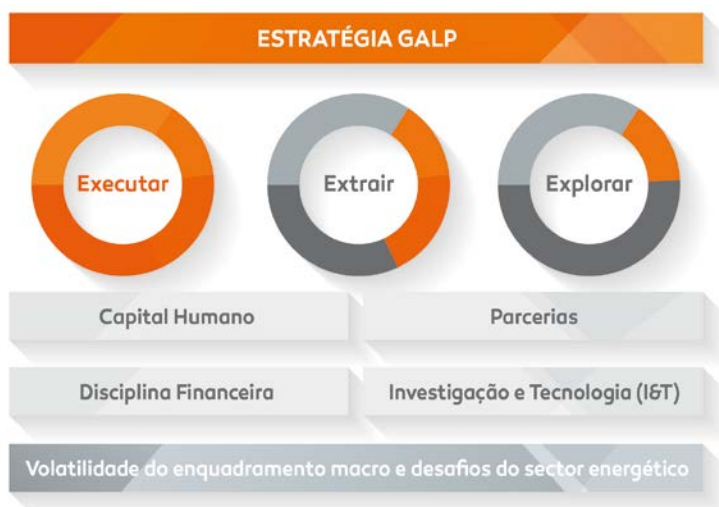 ESTRATÉGIA GALP
Executar
Extrair
Explorar
Capital Humano
Parcerias
Disciplina Financeira
Investigação e Tecnologia (I&T)
Volatilidade do enquadramento macro e desafios do sector energético